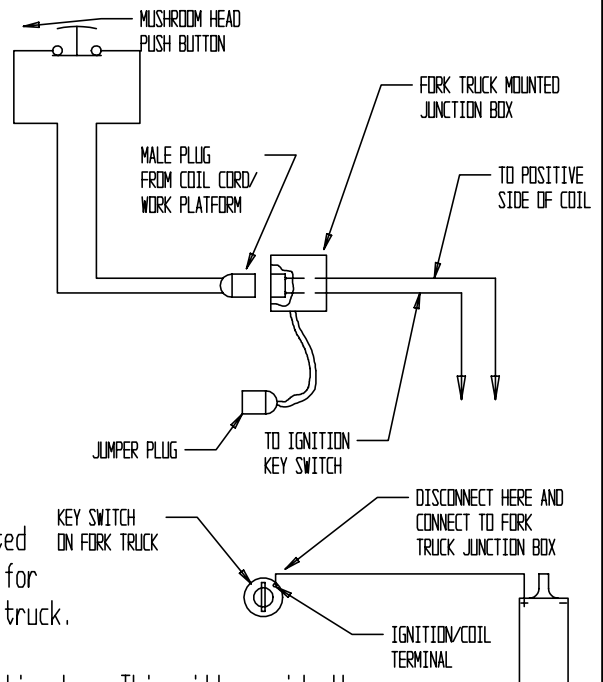 MUSHROOM HEAD
PUSH BUTTON
FORK TRUCK MOUNTED
JUNCTION BOX
MALE PLUG
FROM COIL CORD/
WORK PLATFORM
TO POSITIVE
SIDE OF COIL
JUMPER PLUG
TO IGNITION
KEY SWITCH
DISCONNECT HERE AND
CONNECT TO FORK
TRUCK JUNCTION BOX
KEY SWITCH
ON FORK TRUCK
for
truck.
+ -
IGNITION/COIL
TERMINAL